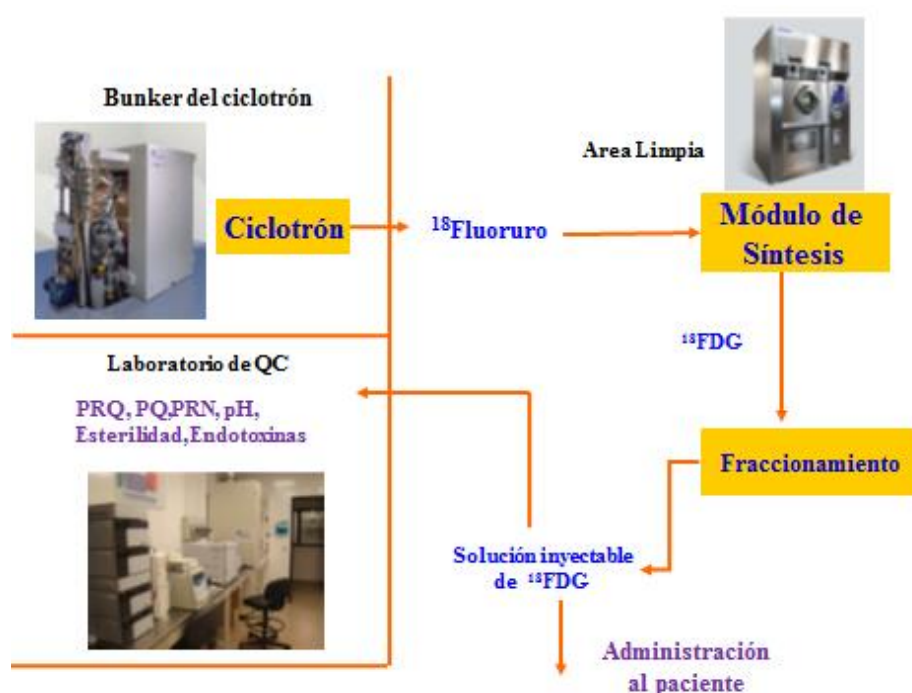 Bunker del ciclotrón
Area Limpia
Ciclotrón
¹⁸Fluoruro
Módulo de
Síntesis
¹⁸FDG
Laboratorio de QC
PRQ, PQ,PRN, pH,
Esterilidad,Endotoxinas
Fraccionamiento
Solución inyectable
de ¹⁸FDG
Administración
al paciente